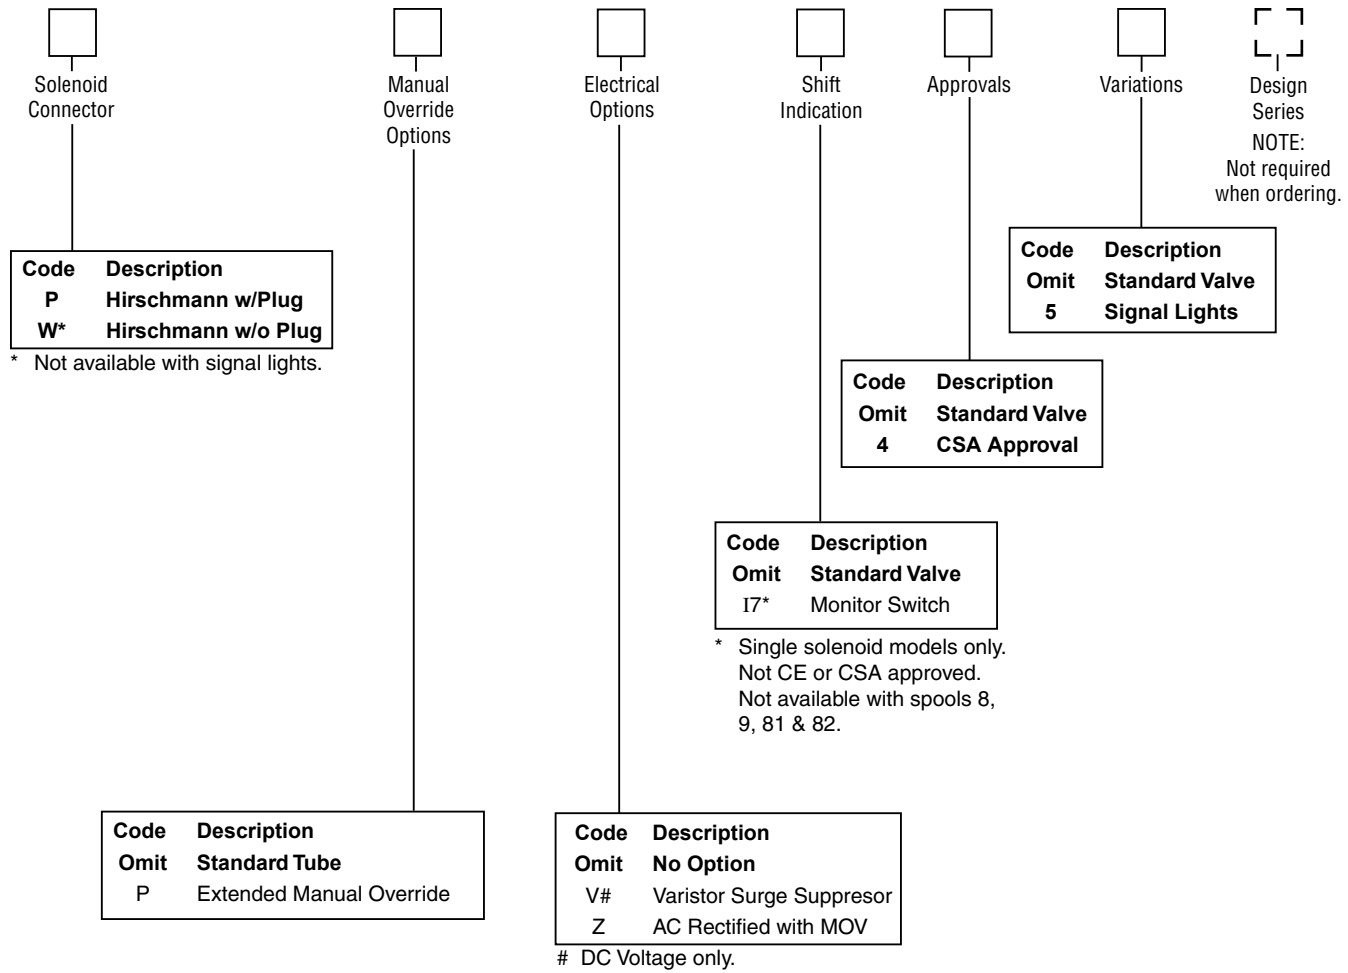 Solenoid
Connector
Manual
Override
Options
Electrical
Options
Shift
Indication
Approvals
Variations
Design
Series
NOTE:
Not required
when ordering.
Code Description
P Hirschmann w/Plug
W* Hirschmann w/o Plug
* Not available with signal lights.
Code Description
Omit Standard Valve
5 Signal Lights
Code Description
Omit Standard Valve
4 CSA Approval
Code Description
Omit Standard Valve
I7* Monitor Switch
* Single solenoid models only.
Not CE or CSA approved.
Not available with spools 8,
9, 81 & 82.
Code Description
Omit Standard Tube
P Extended Manual Override
Code Description
Omit No Option
V# Varistor Surge Suppresor
Z AC Rectified with MOV
# DC Voltage only.